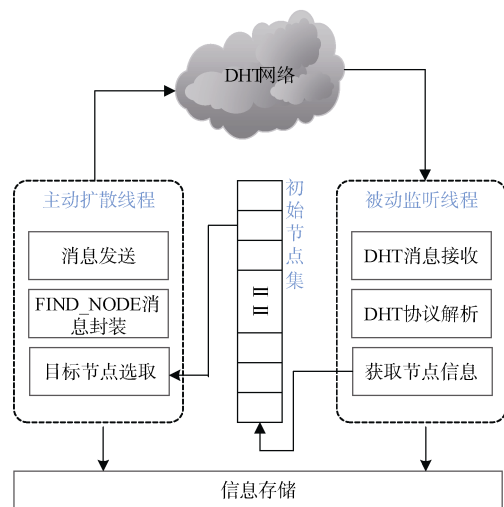 DHT网络
主动扩散线程
消息发送
FIND_NODE消
息封装
目标节点选取
初始节点集
被动监听线程
DHT消息接收
DHT协议解析
获取节点信息
信息存储